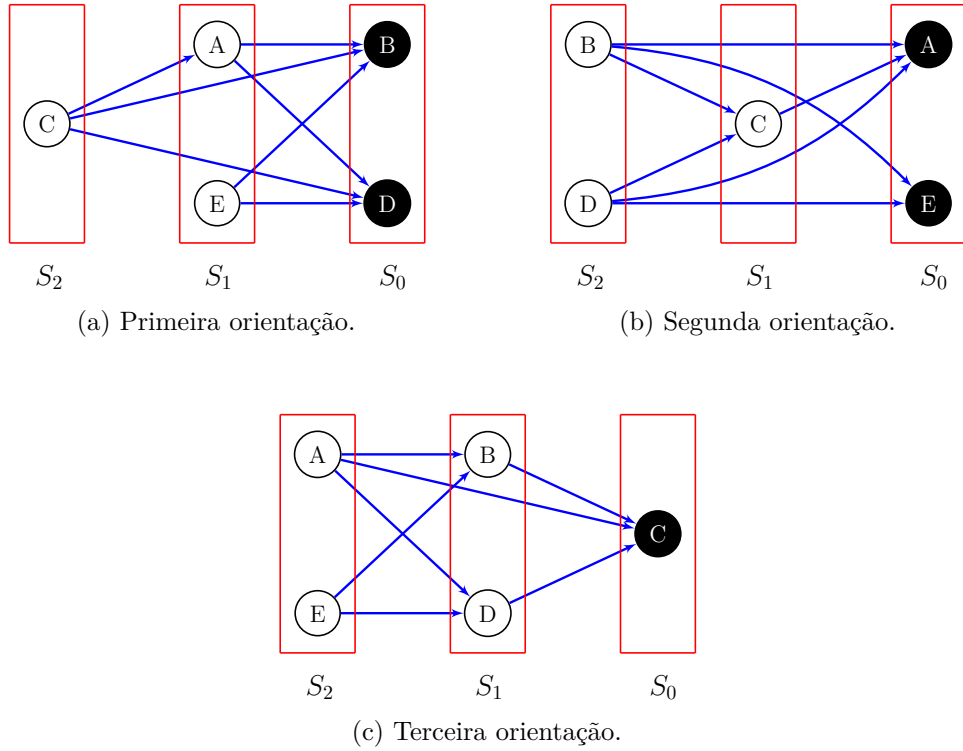 A
B
C
E
D
S₂
S₁
S₀
(a) Primeira orientação.
B
A
C
D
E
S₂
S₁
S₀
(b) Segunda orientação.
A
B
C
E
D
S₂
S₁
S₀
(c) Terceira orientação.